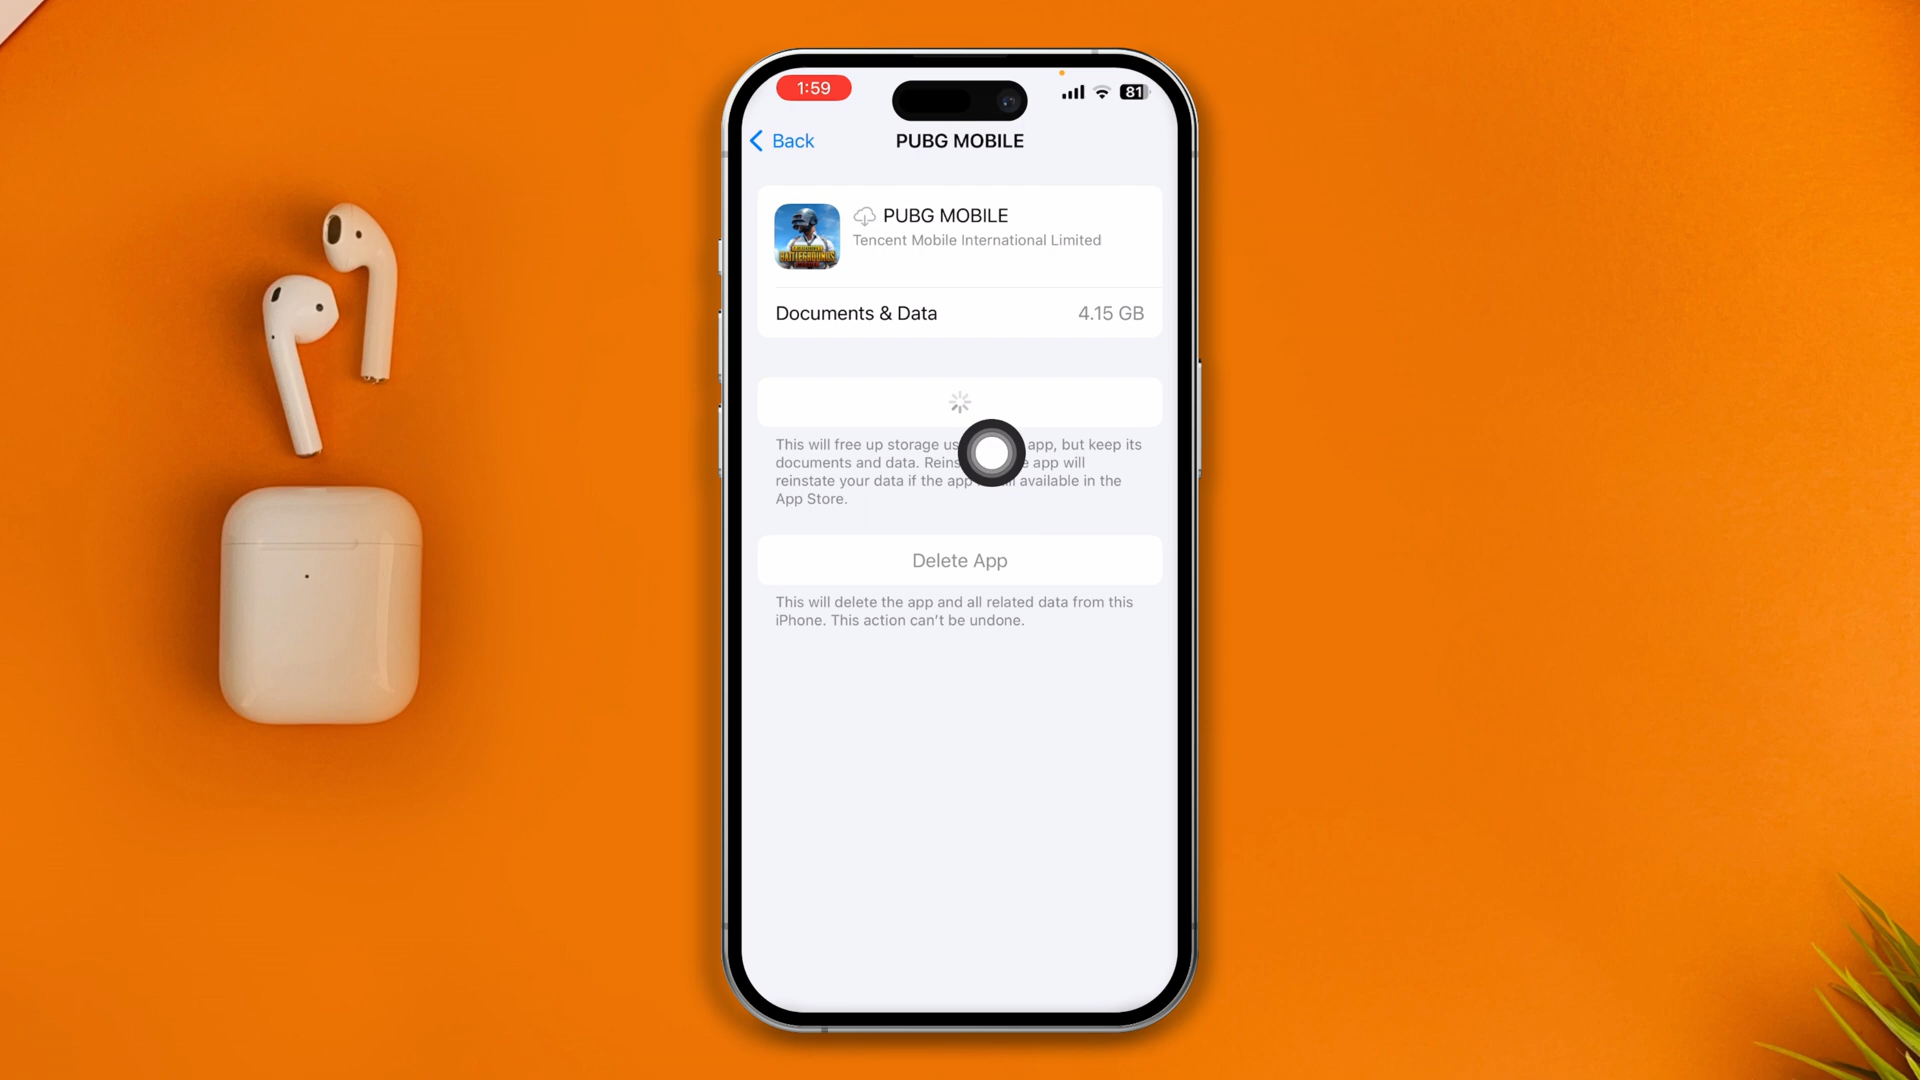 1:59
81
Back
PUBG MOBILE
PUBG MOBILE
Tencent Mobile International Limited
BATTLEGROUNDS
Documents & Data
4.15 GB
This will free up storage app, but keep its
documents and data. app will
reinstate your data if the app available in the
App Store.
Delete App
This will delete the app and all related data from this
iPhone. This action can't be undone.